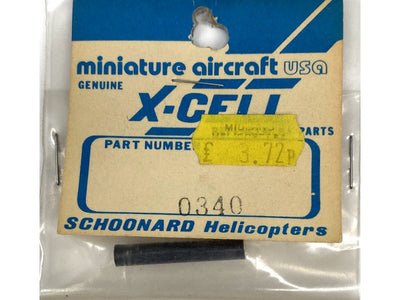 miniature aircraft usa
GENUINE
X-CELL
PARTS
PART NUMBER
£ 3.72p
0340
SCHOONARD Helicopters